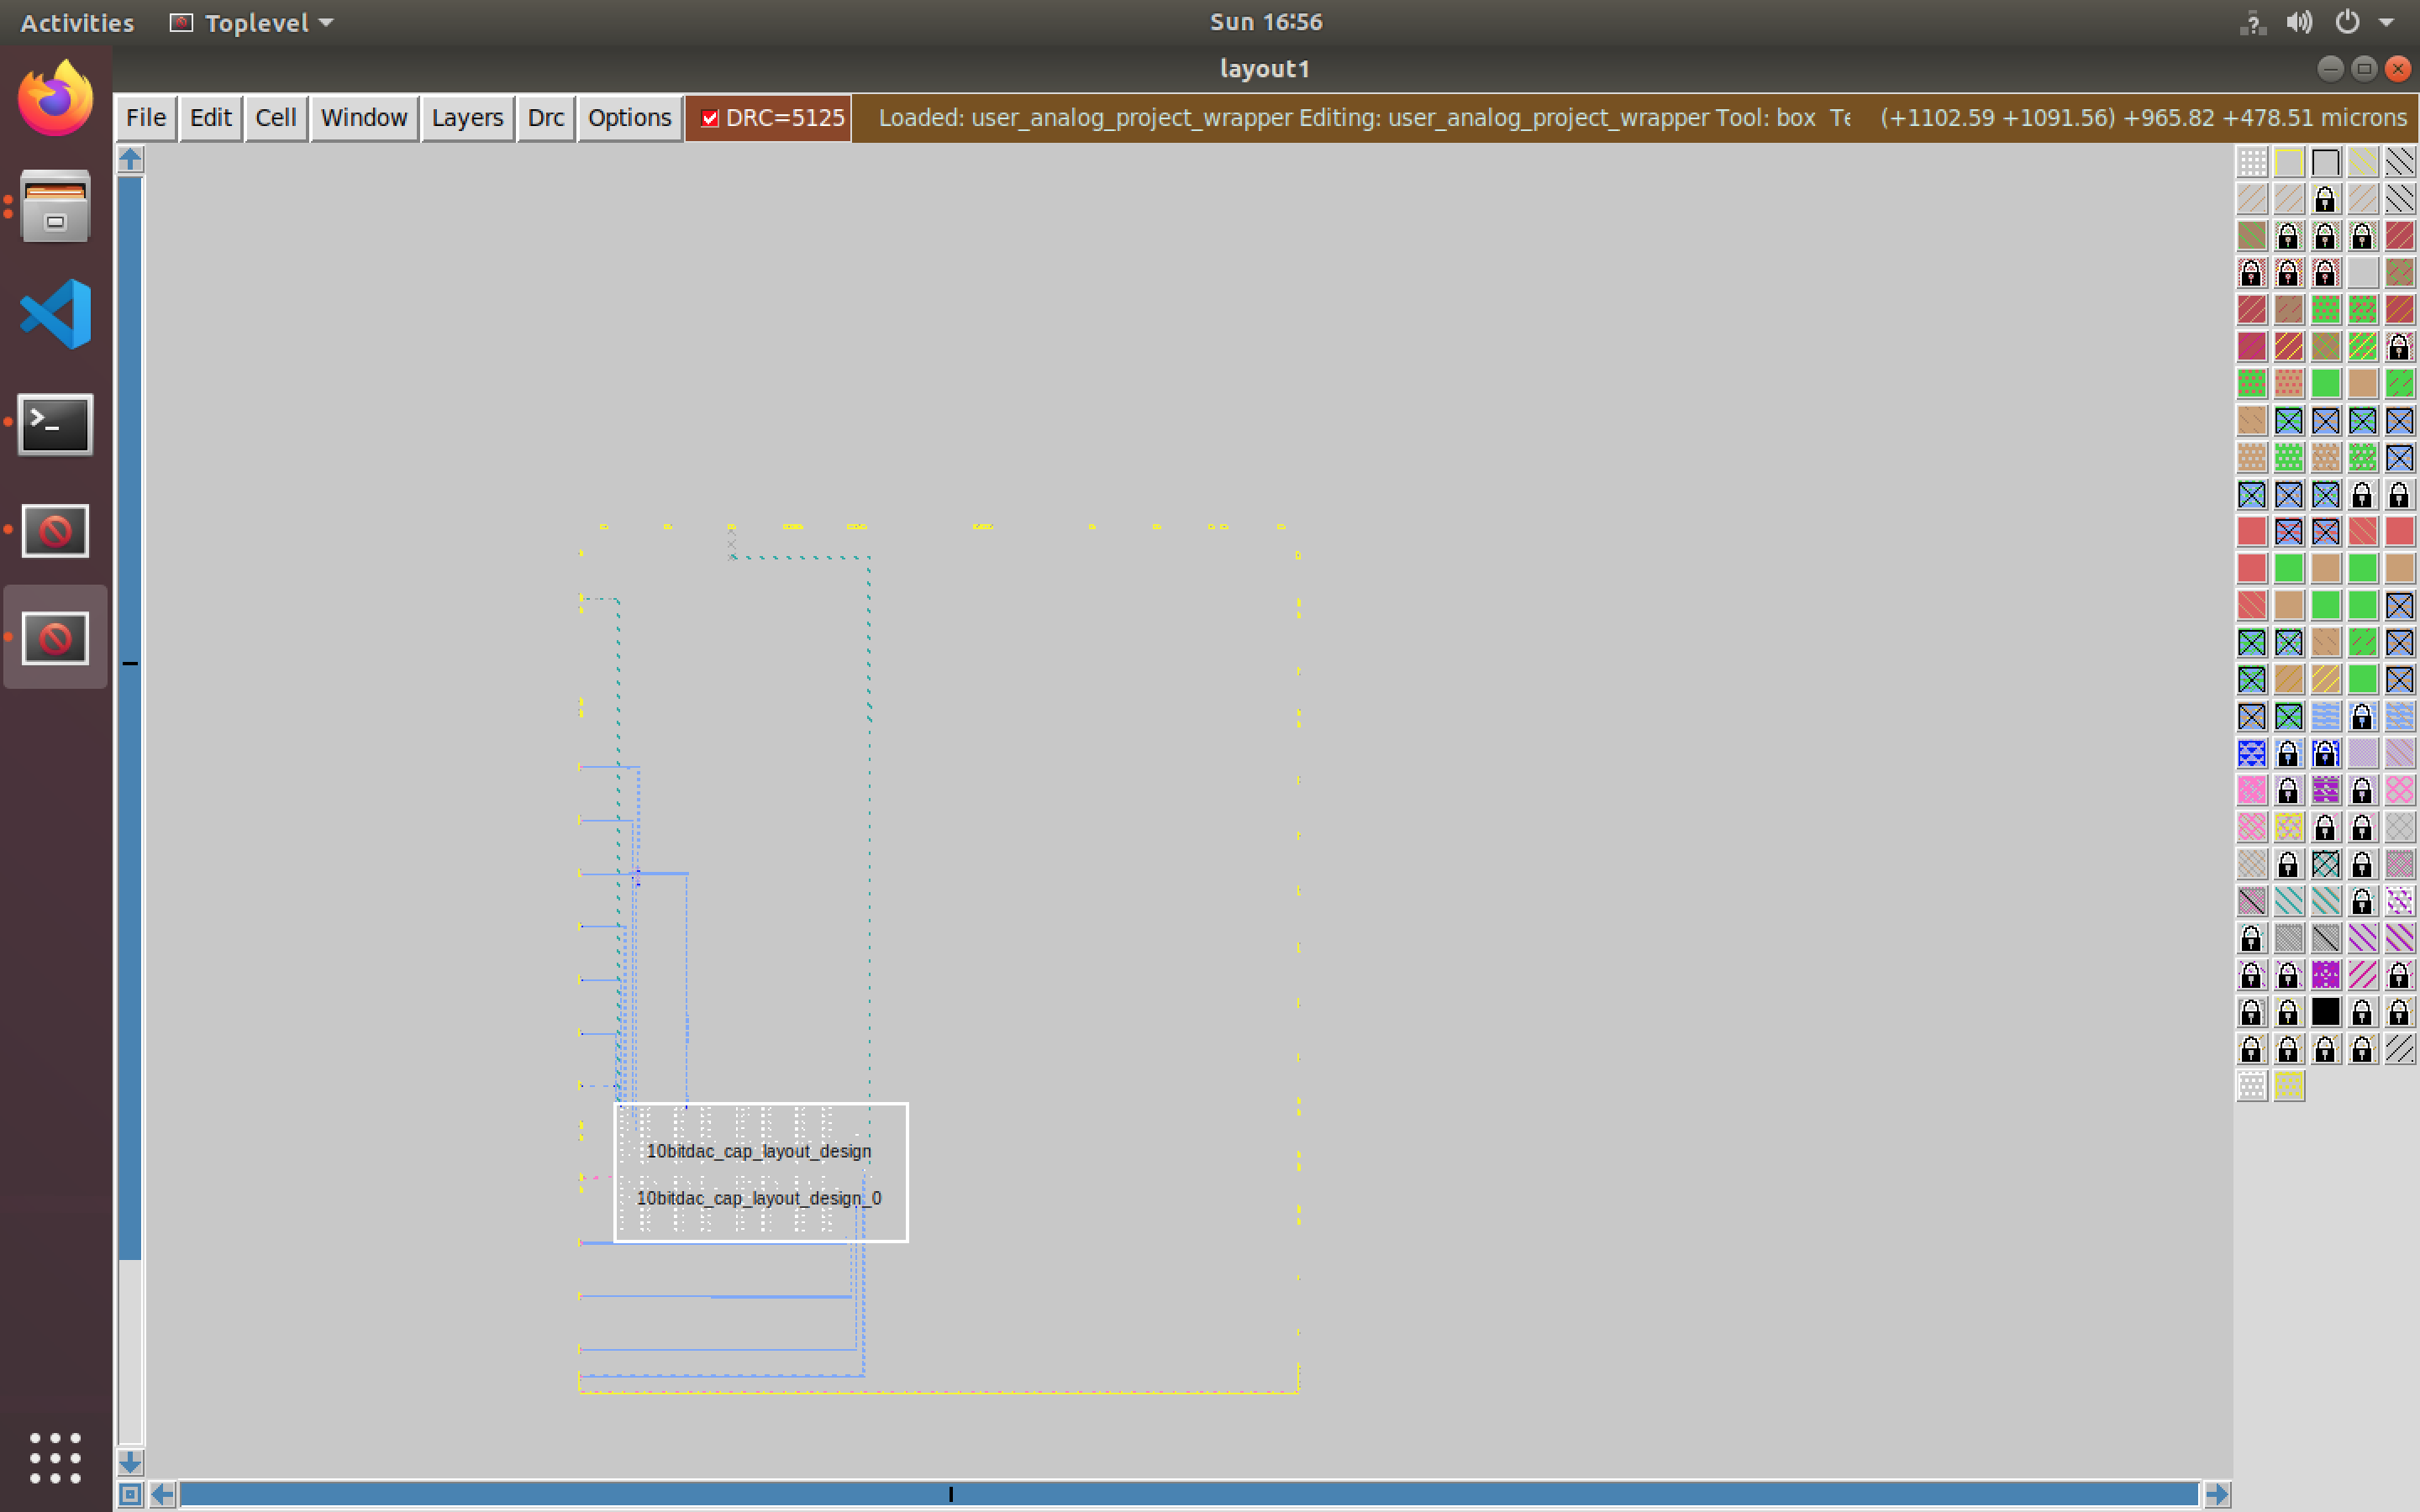 Activities Toplevel Sun 16:56
layout1
File Edit Cell Window Layers Drc Options DRC=5125 Loaded: user_analog_project_wrapper Editing: user_analog_project_wrapper Tool: box Te (+1102.59 +1091.56) +965.82 +478.51 microns
10bitdac_cap_layout_design
10bitdac_cap_layout_design_0